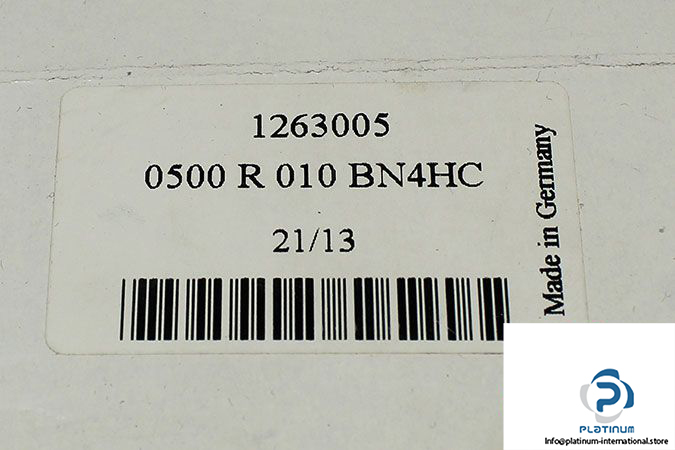 1263005
0500 R 010 BN4HC
21/13
Made in Germany
PLATINUM
Info@platinum-international.store